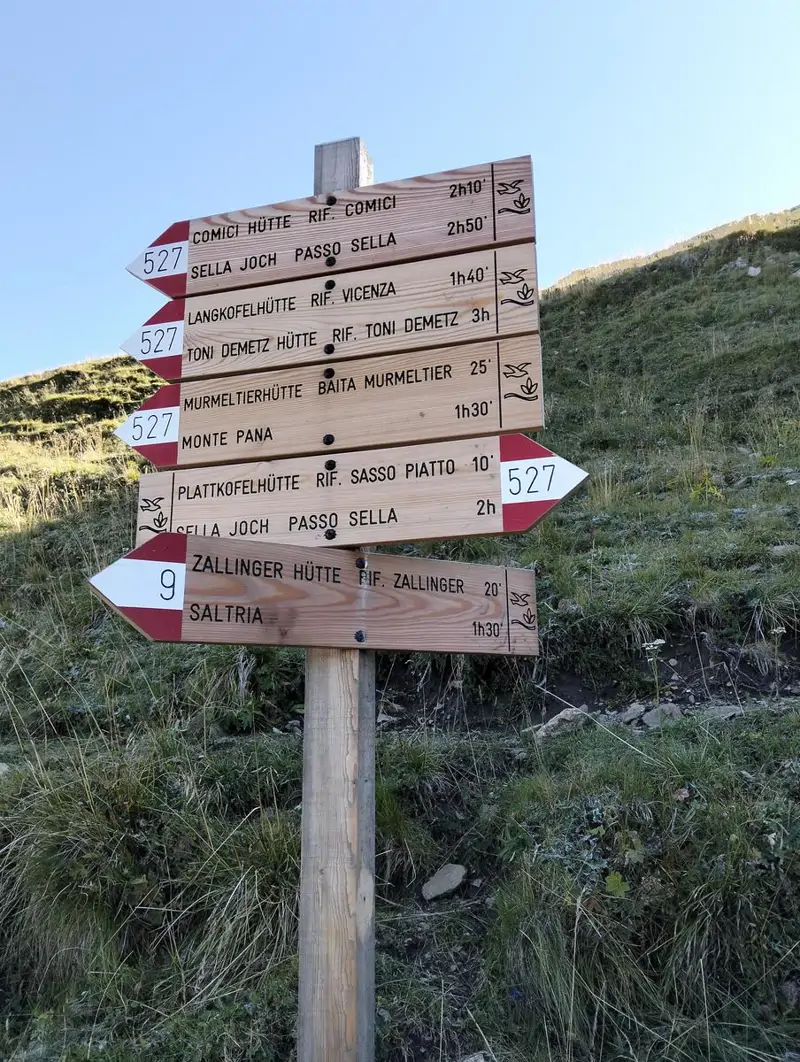 527
COMICI HÜTTE RIF. COMICI 2h10'
SELLA JOCH PASSO SELLA 2h50'
527
LANGKOFELHÜTTE RIF. VICENZA 1h40'
TONI DEMETZ HÜTTE RIF. TONI DEMETZ 3h
527
MURMELTIERHÜTTE BAITA MURMELTIER 25'
MONTE PANA 1h30'
PLATTKOFELHÜTTE RIF. SASSO PIATTO 10'
SELLA JOCH PASSO SELLA 2h
527
9
ZALLINGER HÜTTE RIF. ZALLINGER 20'
SALTRIA 1h30'